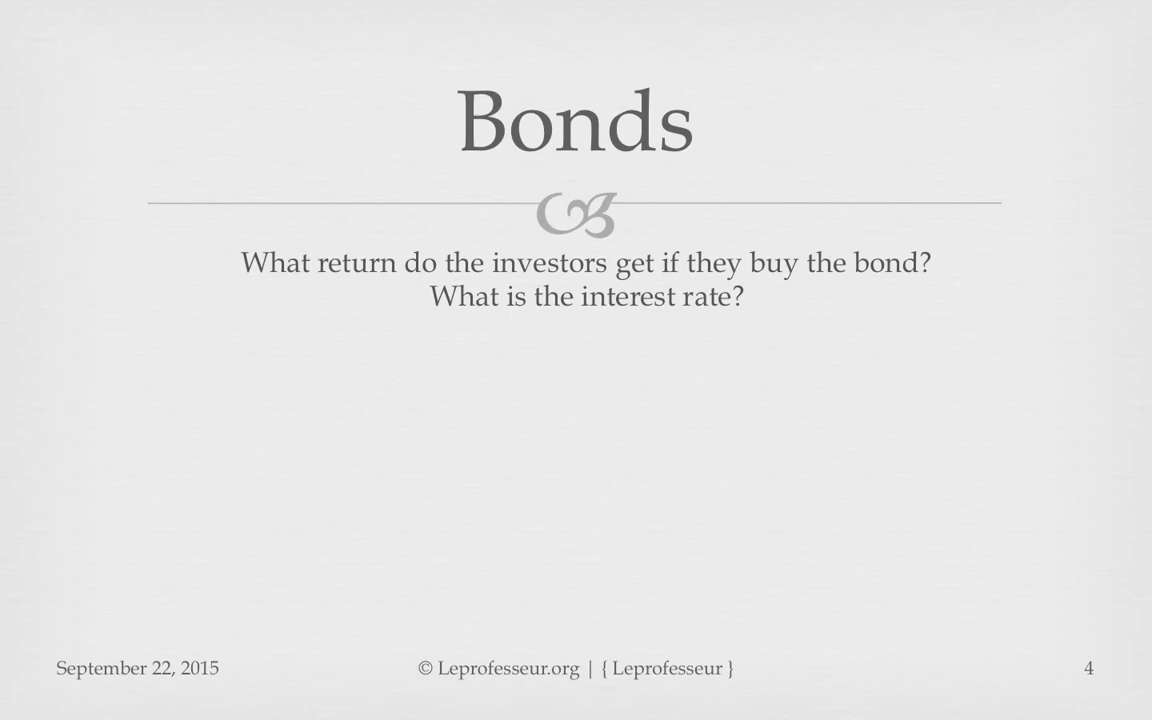 Bonds
What return do the investors get if they buy the bond?
What is the interest rate?
September 22, 2015
© Leprofesseur.org | { Leprofesseur }
4